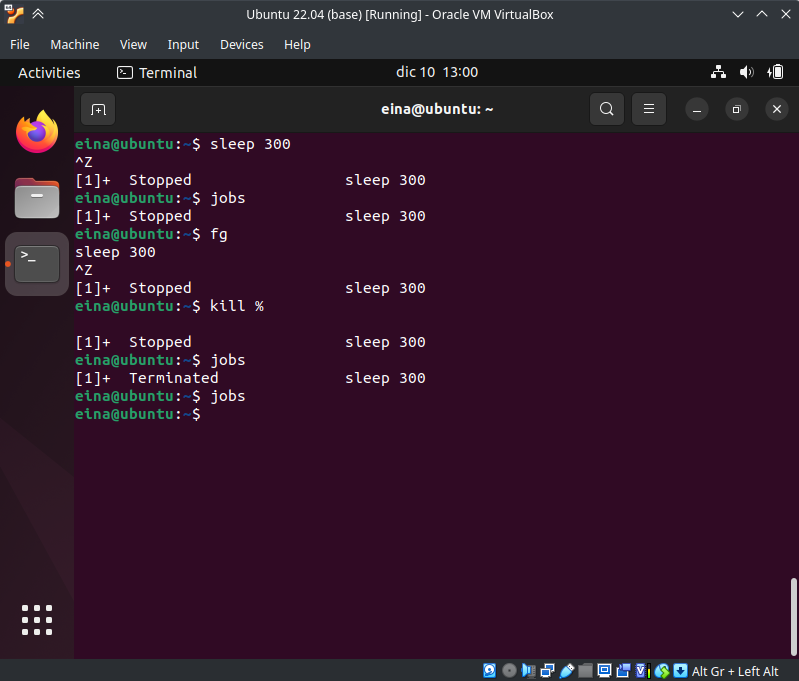 Ubuntu 22.04 (base) [Running] - Oracle VM VirtualBox
File Machine View Input Devices Help
Activities Terminal dic 10 13:00
eina@ubuntu: ~
eina@ubuntu:~$ sleep 300
^Z
[1]+  Stopped                 sleep 300
eina@ubuntu:~$ jobs
[1]+  Stopped                 sleep 300
eina@ubuntu:~$ fg
sleep 300
^Z
[1]+  Stopped                 sleep 300
eina@ubuntu:~$ kill %
[1]+  Stopped                 sleep 300
eina@ubuntu:~$ jobs
[1]+  Terminated              sleep 300
eina@ubuntu:~$ jobs
eina@ubuntu:~$
Alt Gr + Left Alt